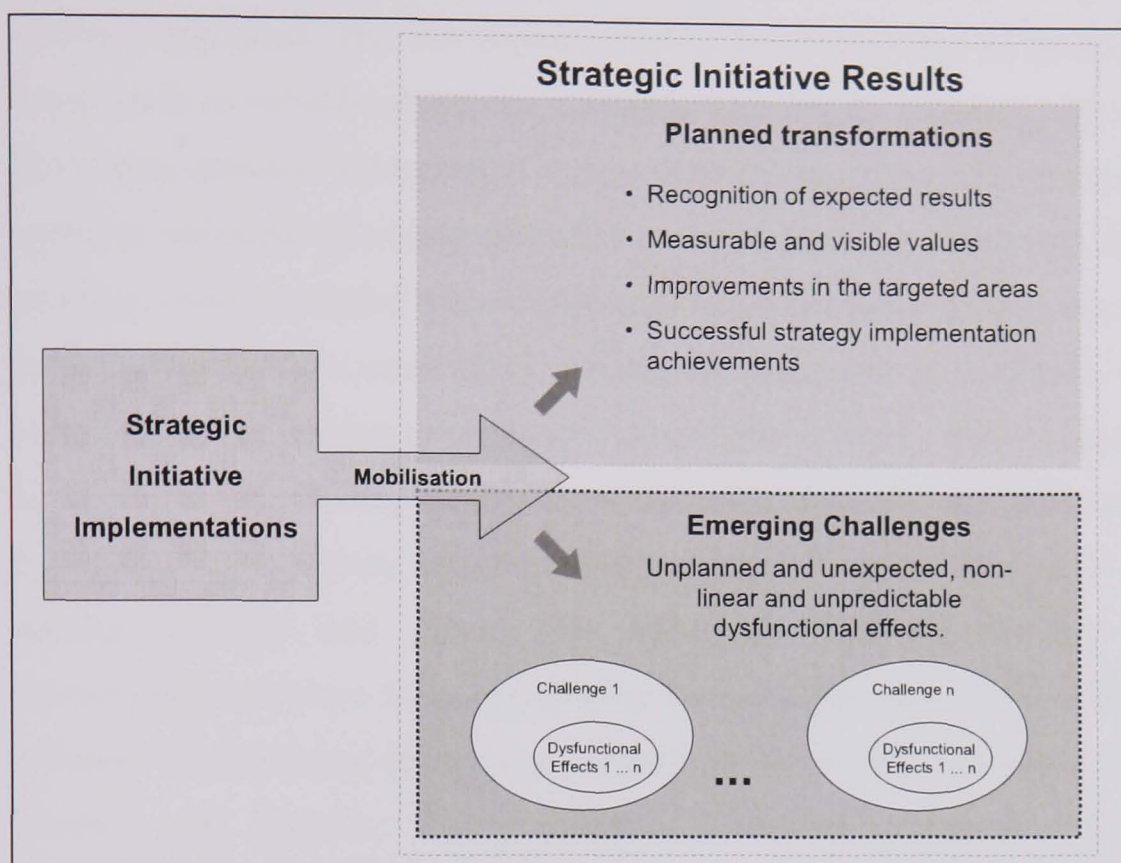 Strategic Initiative Results
Planned transformations
• Recognition of expected results
• Measurable and visible values
• Improvements in the targeted areas
• Successful strategy implementation
achievements
Strategic
Initiative
Implementations
Mobilisation
Emerging Challenges
Unplanned and unexpected, non-
linear and unpredictable
dysfunctional effects.
Challenge 1
Dysfunctional
Effects 1 ... n
...
Challenge n
Dysfunctional
Effects 1 ... n